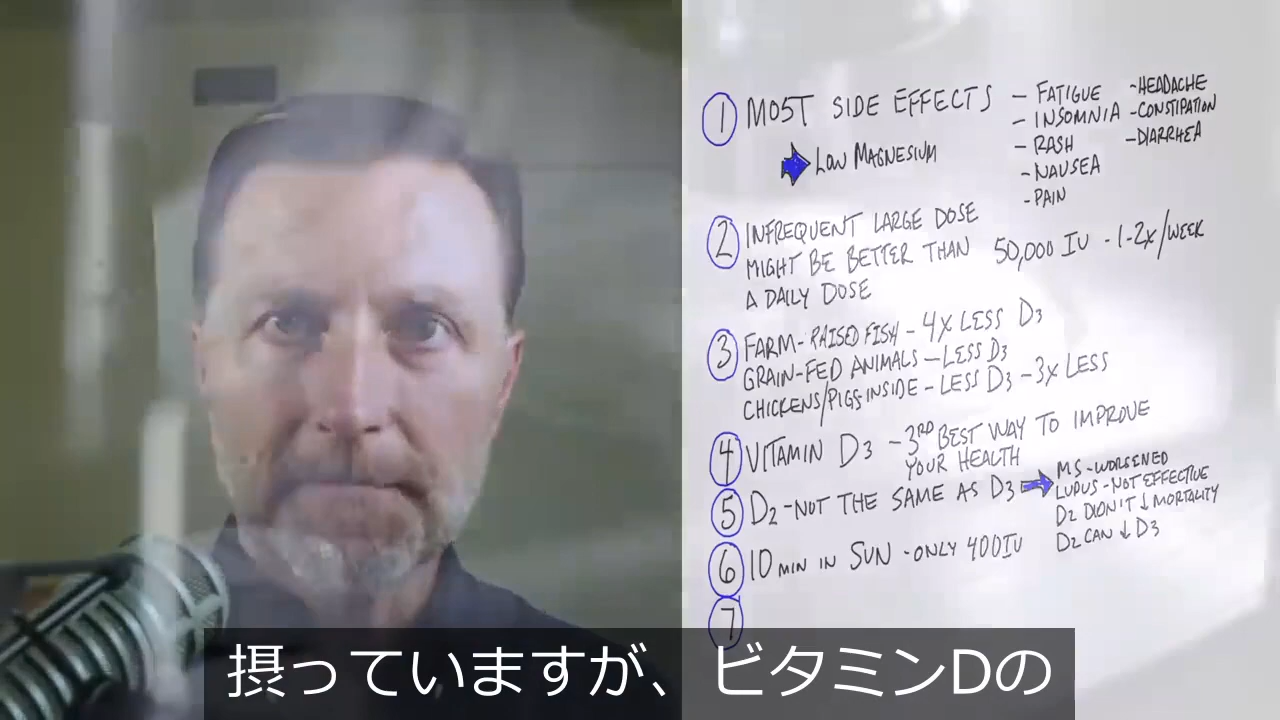 1 MOST SIDE EFFECTS
- FATIGUE
- INSOMNIA
- RASH
- NAUSEA
- PAIN
- HEADACHE
- CONSTIPATION
- DIARRHEA
LOW MAGNESIUM
2 INFREQUENT LARGE DOSE
MIGHT BE BETTER THAN
A DAILY DOSE
50,000 IU - 1-2X/WEEK
3 FARM-RAISED FISH - 4X LESS D3
GRAIN-FED ANIMALS - LESS D3
CHICKENS/PIGS-INSIDE - LESS D3 - 3X LESS
4 VITAMIN D3 - 3RD BEST WAY TO IMPROVE
YOUR HEALTH
5 D2 - NOT THE SAME AS D3
MS - WORSENED
LUPUS - NOT EFFECTIVE
D2 DIDN'T ↓ MORTALITY
D2 CAN ↓ D3
6 10 MIN IN SUN - ONLY 400IU
7
摂っていますが、ビタミンDの